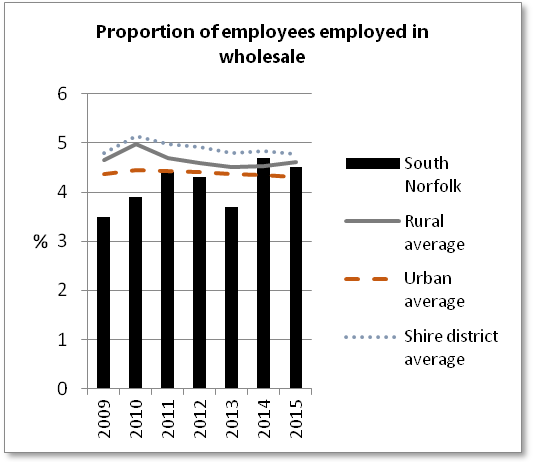 Proportion of employees employed in
wholesale
6
5
4
3
2
1
0
%
2009
2010
2011
2012
2013
2014
2015
South
Norfolk
Rural
average
Urban
average
Shire district
average